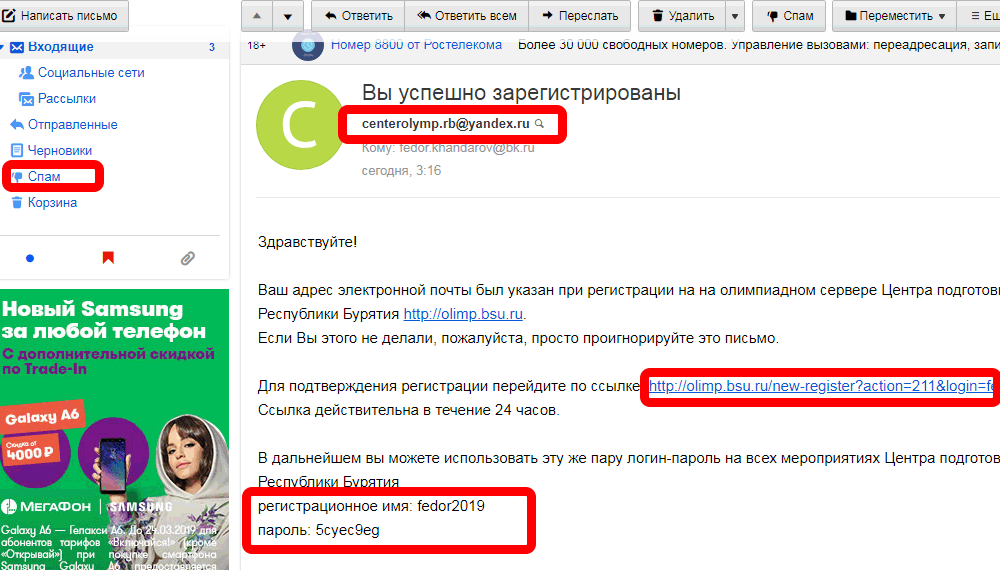 Написать письмо
Ответить
Ответить всем
Переслать
Удалить
Спам
Переместить
Входящие 3
Социальные сети
Рассылки
Отправленные
Черновики
Спам
Корзина
Новый Samsung
за любой телефон
С дополнительной скидкой
по Trade-In
Galaxy A6
Скидка от
4000 ₽
МЕГАФОН | SAMSUNG
Galaxy A6 — Гелакси А6. До 24.03.2019 для
абонентов тарифов «Включайся!» (кроме
«Открывай») при покупке смартфона
Samsung Galaxy A6 предоставляется
18+ Номер 8800 от Ростелекома Более 30 000 свободных номеров. Управление вызовами: переадресация, запи
Вы успешно зарегистрированы
C
centerolymp.rb@yandex.ru
Кому: fedor.khandarov@bk.ru
сегодня, 3:16
Здравствуйте!
Ваш адрес электронной почты был указан при регистрации на на олимпиадном сервере Центра подготов
Республики Бурятия http://olimp.bsu.ru.
Если Вы этого не делали, пожалуйста, просто проигнорируйте это письмо.
Для подтверждения регистрации перейдите по ссылке http://olimp.bsu.ru/new-register?action=211&login=fe
Ссылка действительна в течение 24 часов.
В дальнейшем вы можете использовать эту же пару логин-пароль на всех мероприятиях Центра подготов
Республики Бурятия
регистрационное имя: fedor2019
пароль: 5cyec9eg